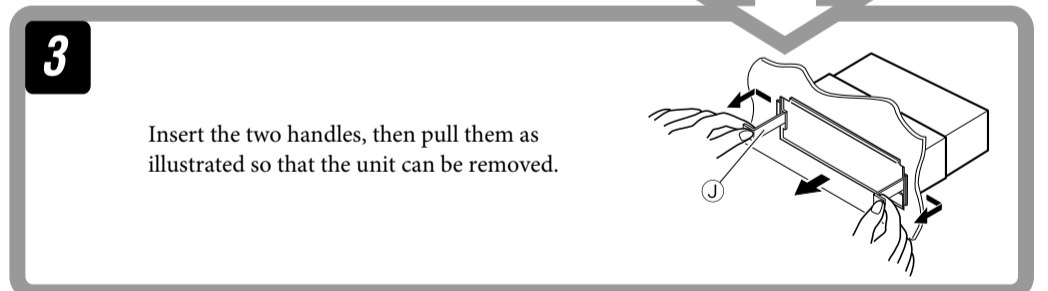 3
Insert the two handles, then pull them as
illustrated so that the unit can be removed.
J